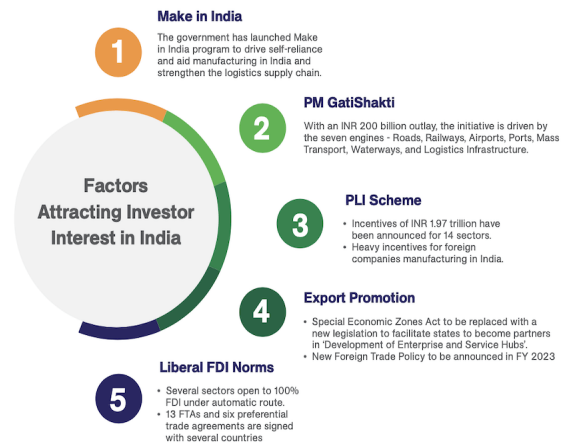 Factors
Attracting Investor
Interest in India
1
Make in India
The government has launched Make
in India program to drive self-reliance
and aid manufacturing in India and
strengthen the logistics supply chain.
2
PM GatiShakti
With an INR 200 billion outlay, the initiative is driven by
the seven engines - Roads, Railways, Airports, Ports, Mass
Transport, Waterways, and Logistics Infrastructure.
3
PLI Scheme
• Incentives of INR 1.97 trillion have
been announced for 14 sectors.
• Heavy incentives for foreign
companies manufacturing in India.
4
Export Promotion
• Special Economic Zones Act to be replaced with a
new legislation to facilitate states to become partners
in 'Development of Enterprise and Service Hubs'.
• New Foreign Trade Policy to be announced in FY 2023
5
Liberal FDI Norms
• Several sectors open to 100%
FDI under automatic route.
• 13 FTAs and six preferential
trade agreements are signed
with several countries